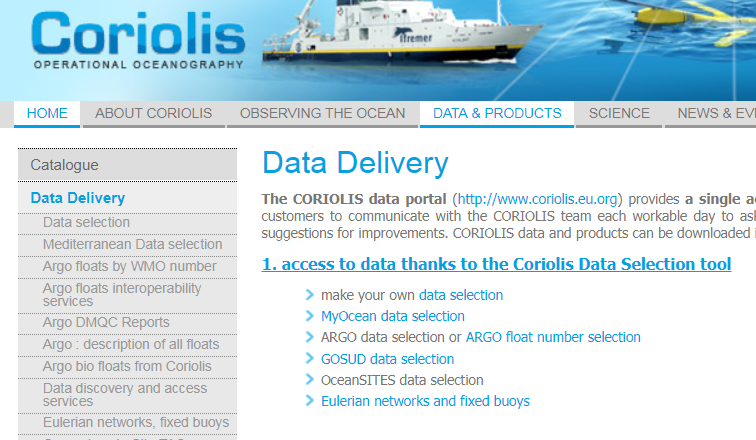 Coriolis
OPERATIONAL OCEANOGRAPHY
Ifremer
HOME
ABOUT CORIOLIS
OBSERVING THE OCEAN
DATA & PRODUCTS
SCIENCE
NEWS & EVE
Catalogue
Data Delivery
Data selection
Mediterranean Data selection
Argo floats by WMO number
Argo floats interoperability
services
Argo DMQC Reports
Argo : description of all floats
Argo bio floats from Coriolis
Data discovery and access
services
Eulerian networks, fixed buoys
Data Delivery
The CORIOLIS data portal (http://www.coriolis.eu.org) provides a single ac
customers to communicate with the CORIOLIS team each workable day to ask
suggestions for improvements. CORIOLIS data and products can be downloaded i
1. access to data thanks to the Coriolis Data Selection tool
make your own data selection
MyOcean data selection
ARGO data selection or ARGO float number selection
GOSUD data selection
OceanSITES data selection
Eulerian networks and fixed buoys